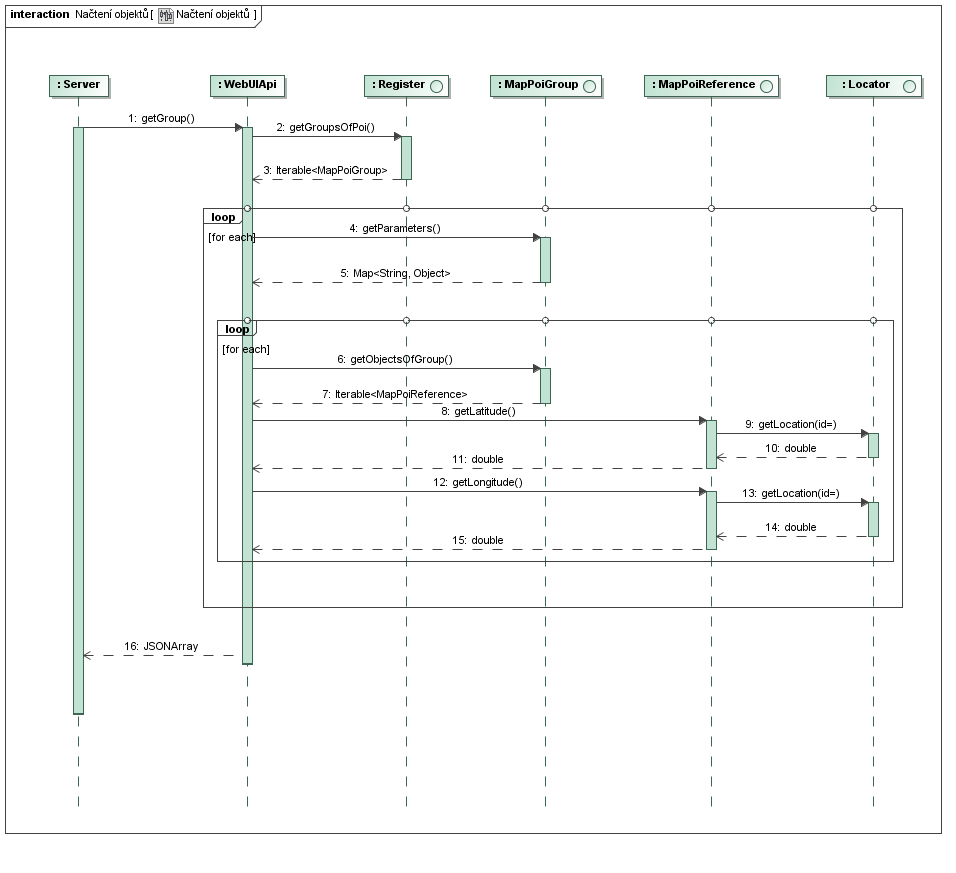 interaction Načtení objektů [ Načtení objektů ]
: Server
: WebUIApi
: Register
: MapPoiGroup
: MapPoiReference
: Locator
1: getGroup()
2: getGroupsOfPoi()
3: Iterable<MapPoiGroup>
loop
[for each]
4: getParameters()
5: Map<String, Object>
loop
[for each]
6: getObjectsOfGroup()
7: Iterable<MapPoiReference>
8: getLatitude()
9: getLocation(id=)
10: double
11: double
12: getLongitude()
13: getLocation(id=)
14: double
15: double
16: JSONArray